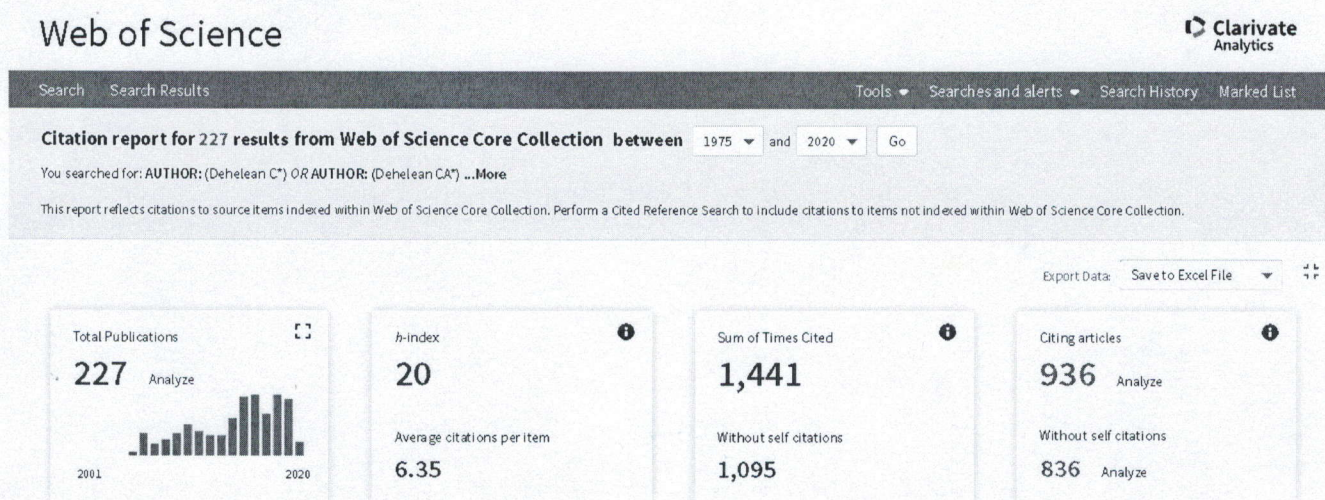 Web of Science
Clarivate
Analytics
Search Search Results Tools Searches and alerts Search History Marked List
Citation report for 227 results from Web of Science Core Collection between 1975 and 2020 Go
You searched for: AUTHOR: (Dehelean C*) OR AUTHOR: (Dehelean CA*) ...More
This report reflects citations to source items indexed within Web of Science Core Collection. Perform a Cited Reference Search to include citations to items not indexed within Web of Science Core Collection.
Export Data: Save to Excel File
Total Publications
227 Analyze
2001 2020
h-index
20
Average citations per item
6.35
Sum of Times Cited
1,441
Without self citations
1,095
Citing articles
936 Analyze
Without self citations
836 Analyze